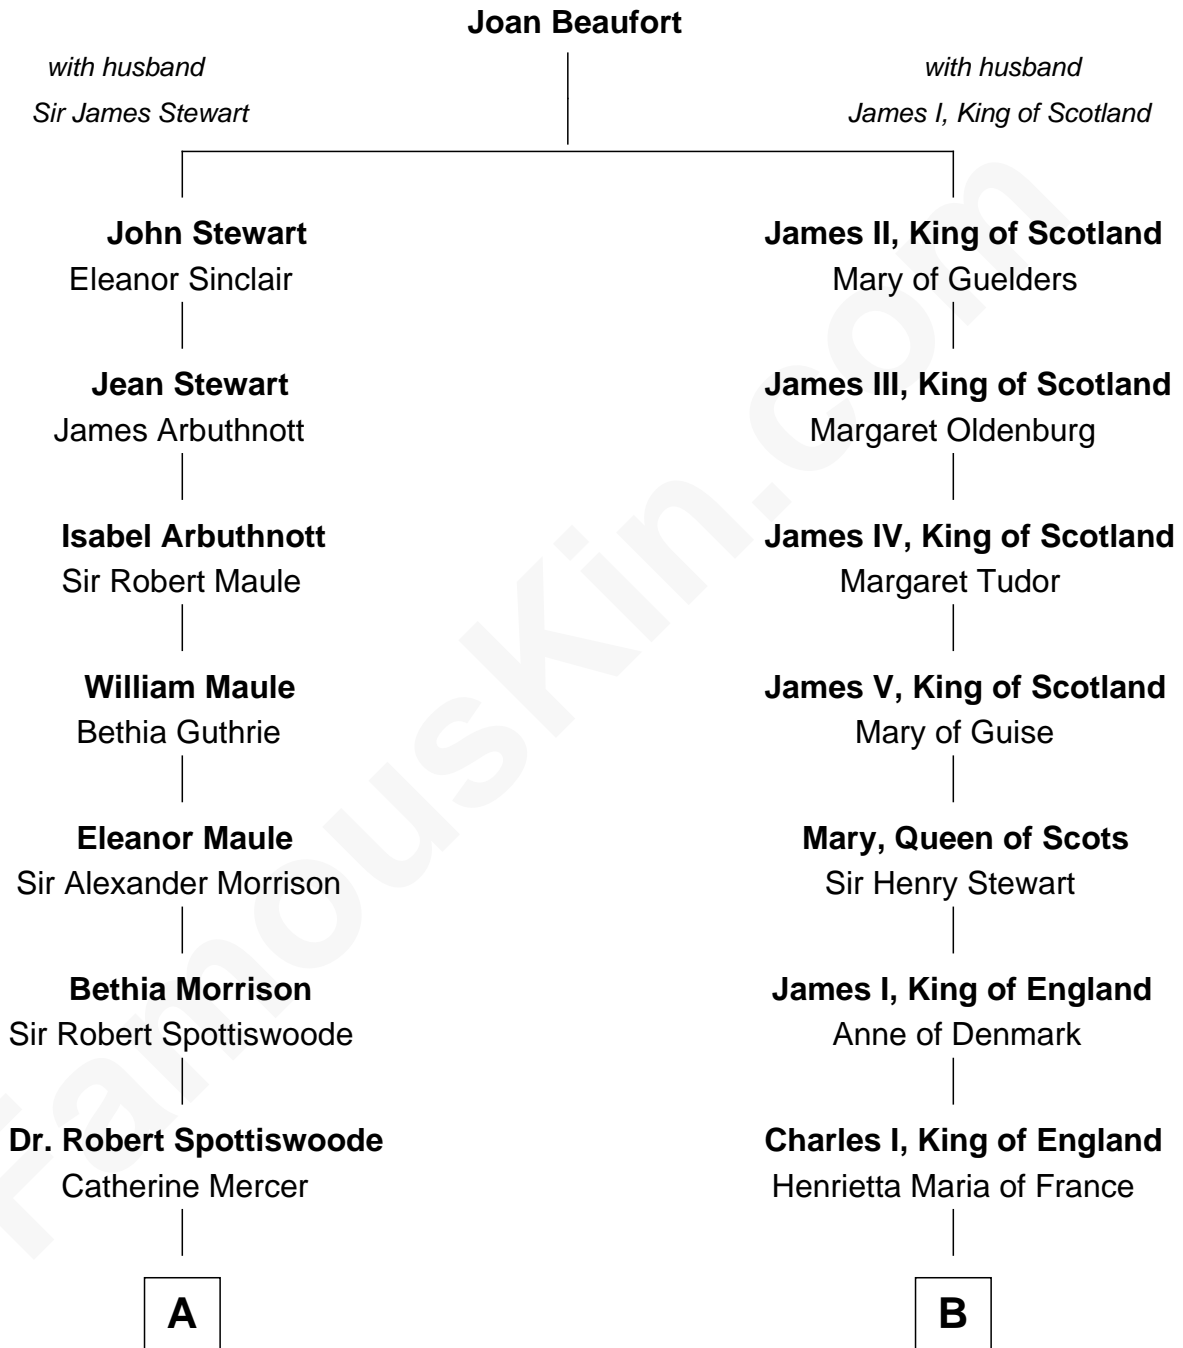 Joan Beaufort
with husband
Sir James Stewart
with husband
James I, King of Scotland
John Stewart
Eleanor Sinclair
James II, King of Scotland
Mary of Guelders
Jean Stewart
James Arbuthnott
James III, King of Scotland
Margaret Oldenburg
Isabel Arbuthnott
Sir Robert Maule
James IV, King of Scotland
Margaret Tudor
William Maule
Bethia Guthrie
James V, King of Scotland
Mary of Guise
Eleanor Maule
Sir Alexander Morrison
Mary, Queen of Scots
Sir Henry Stewart
Bethia Morrison
Sir Robert Spottiswoode
James I, King of England
Anne of Denmark
Dr. Robert Spottiswoode
Catherine Mercer
Charles I, King of England
Henrietta Maria of France
A
B
FamousKin.com